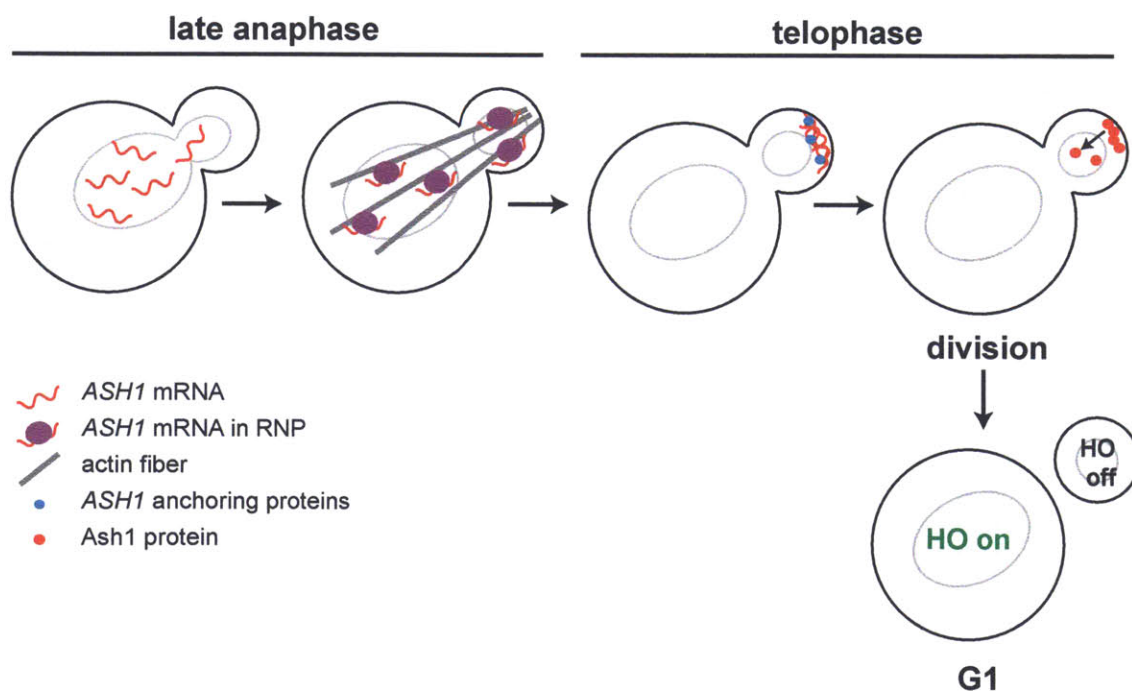 late anaphase
telophase
ASH1 mRNA
ASH1 mRNA in RNP
actin fiber
ASH1 anchoring proteins
Ash1 protein
division
HO
off
HO on
G1